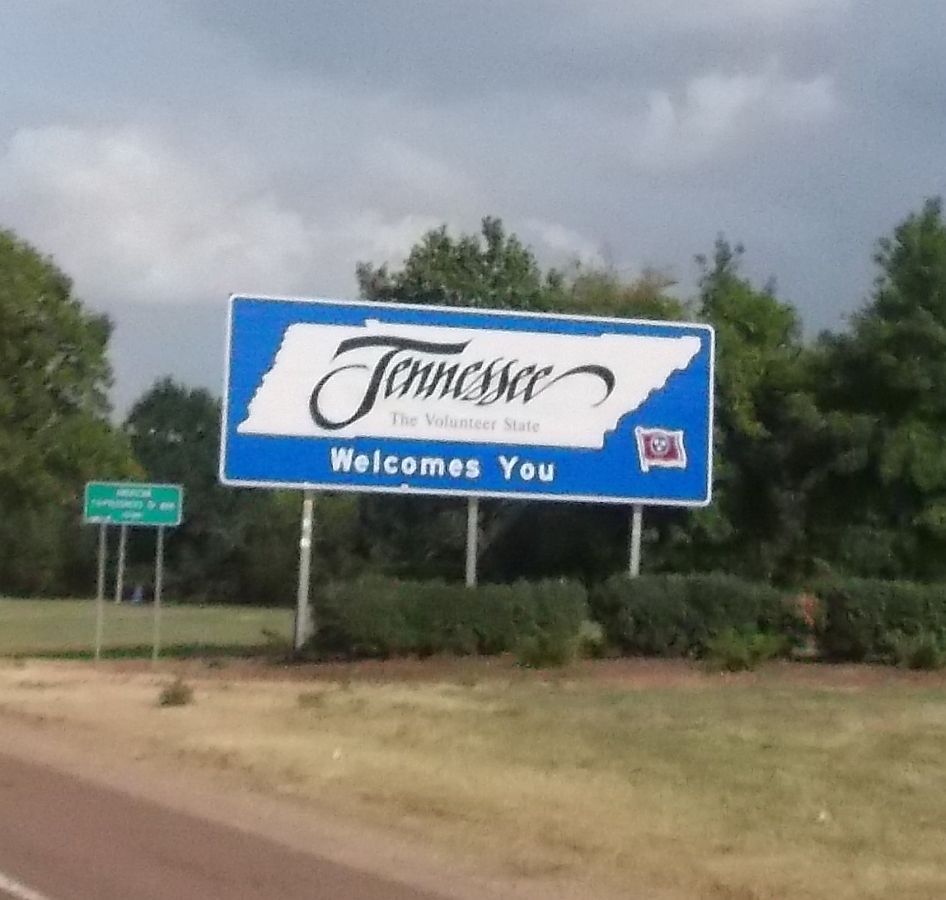 Tennessee
The Volunteer State
Welcomes You